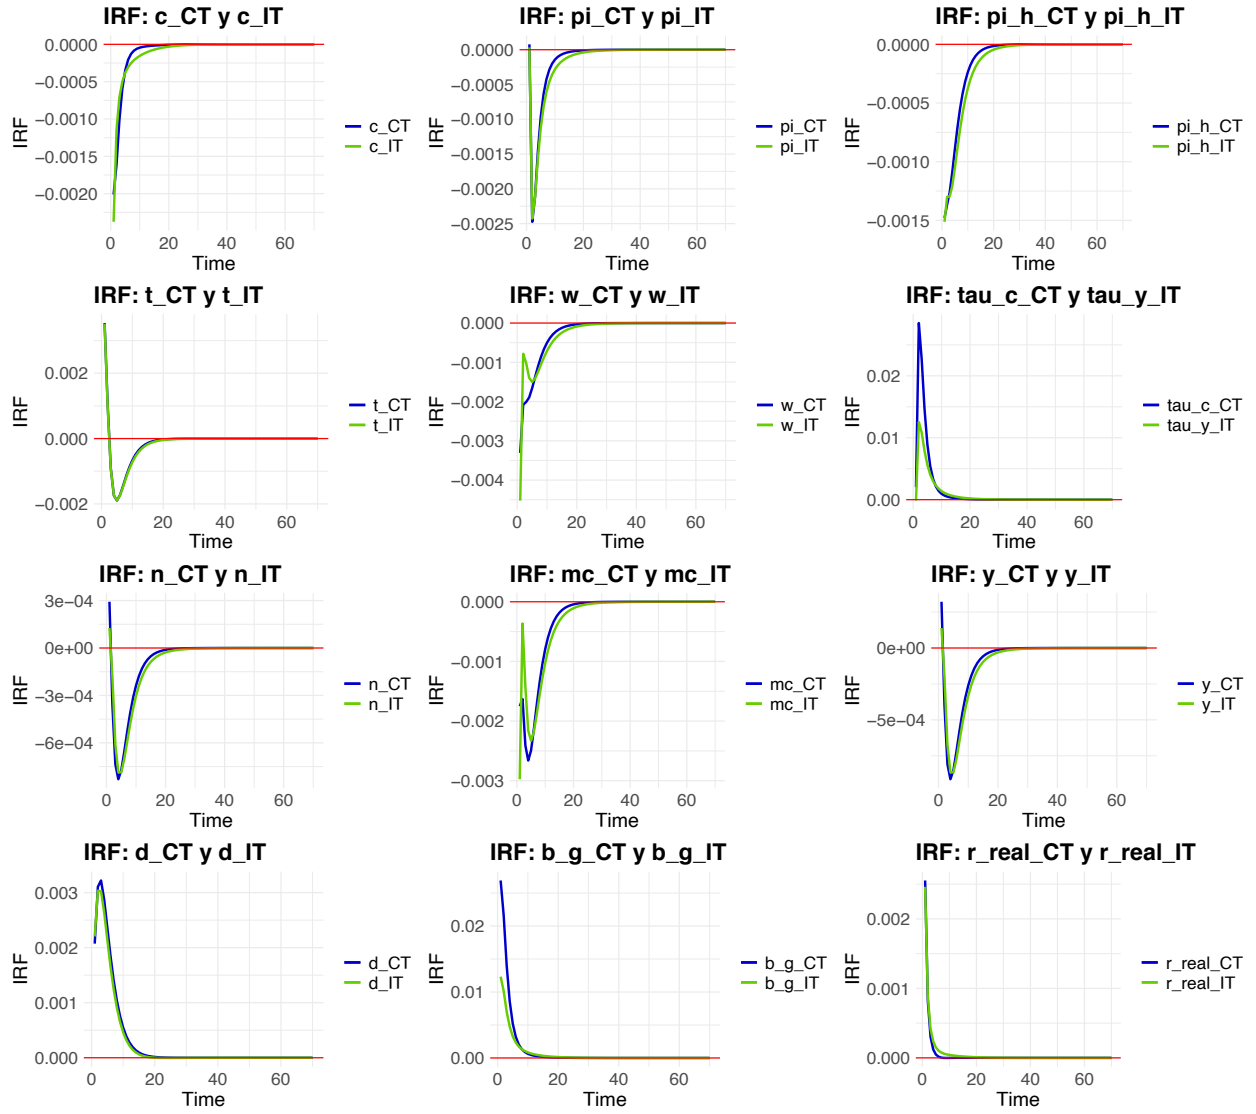 IRF: c_CT y c_IT
0.0000
−0.0005
−0.0010
−0.0015
−0.0020
IRF
0 20 40 60
Time
c_CT
c_IT
IRF: pi_CT y pi_IT
0.0000
−0.0005
−0.0010
−0.0015
−0.0020
−0.0025
IRF
0 20 40 60
Time
pi_CT
pi_IT
IRF: pi_h_CT y pi_h_IT
0.0000
−0.0005
−0.0010
−0.0015
IRF
0 20 40 60
Time
pi_h_CT
pi_h_IT
IRF: t_CT y t_IT
0.002
0.000
−0.002
IRF
0 20 40 60
Time
t_CT
t_IT
IRF: w_CT y w_IT
0.000
−0.001
−0.002
−0.003
−0.004
IRF
0 20 40 60
Time
w_CT
w_IT
IRF: tau_c_CT y tau_y_IT
0.02
0.01
0.00
IRF
0 20 40 60
Time
tau_c_CT
tau_y_IT
IRF: n_CT y n_IT
3e−04
0e+00
−3e−04
−6e−04
IRF
0 20 40 60
Time
n_CT
n_IT
IRF: mc_CT y mc_IT
0.000
−0.001
−0.002
−0.003
IRF
0 20 40 60
Time
mc_CT
mc_IT
IRF: y_CT y y_IT
0e+00
−5e−04
IRF
0 20 40 60
Time
y_CT
y_IT
IRF: d_CT y d_IT
0.003
0.002
0.001
0.000
IRF
0 20 40 60
Time
d_CT
d_IT
IRF: b_g_CT y b_g_IT
0.02
0.01
0.00
IRF
0 20 40 60
Time
b_g_CT
b_g_IT
IRF: r_real_CT y r_real_IT
0.002
0.001
0.000
IRF
0 20 40 60
Time
r_real_CT
r_real_IT